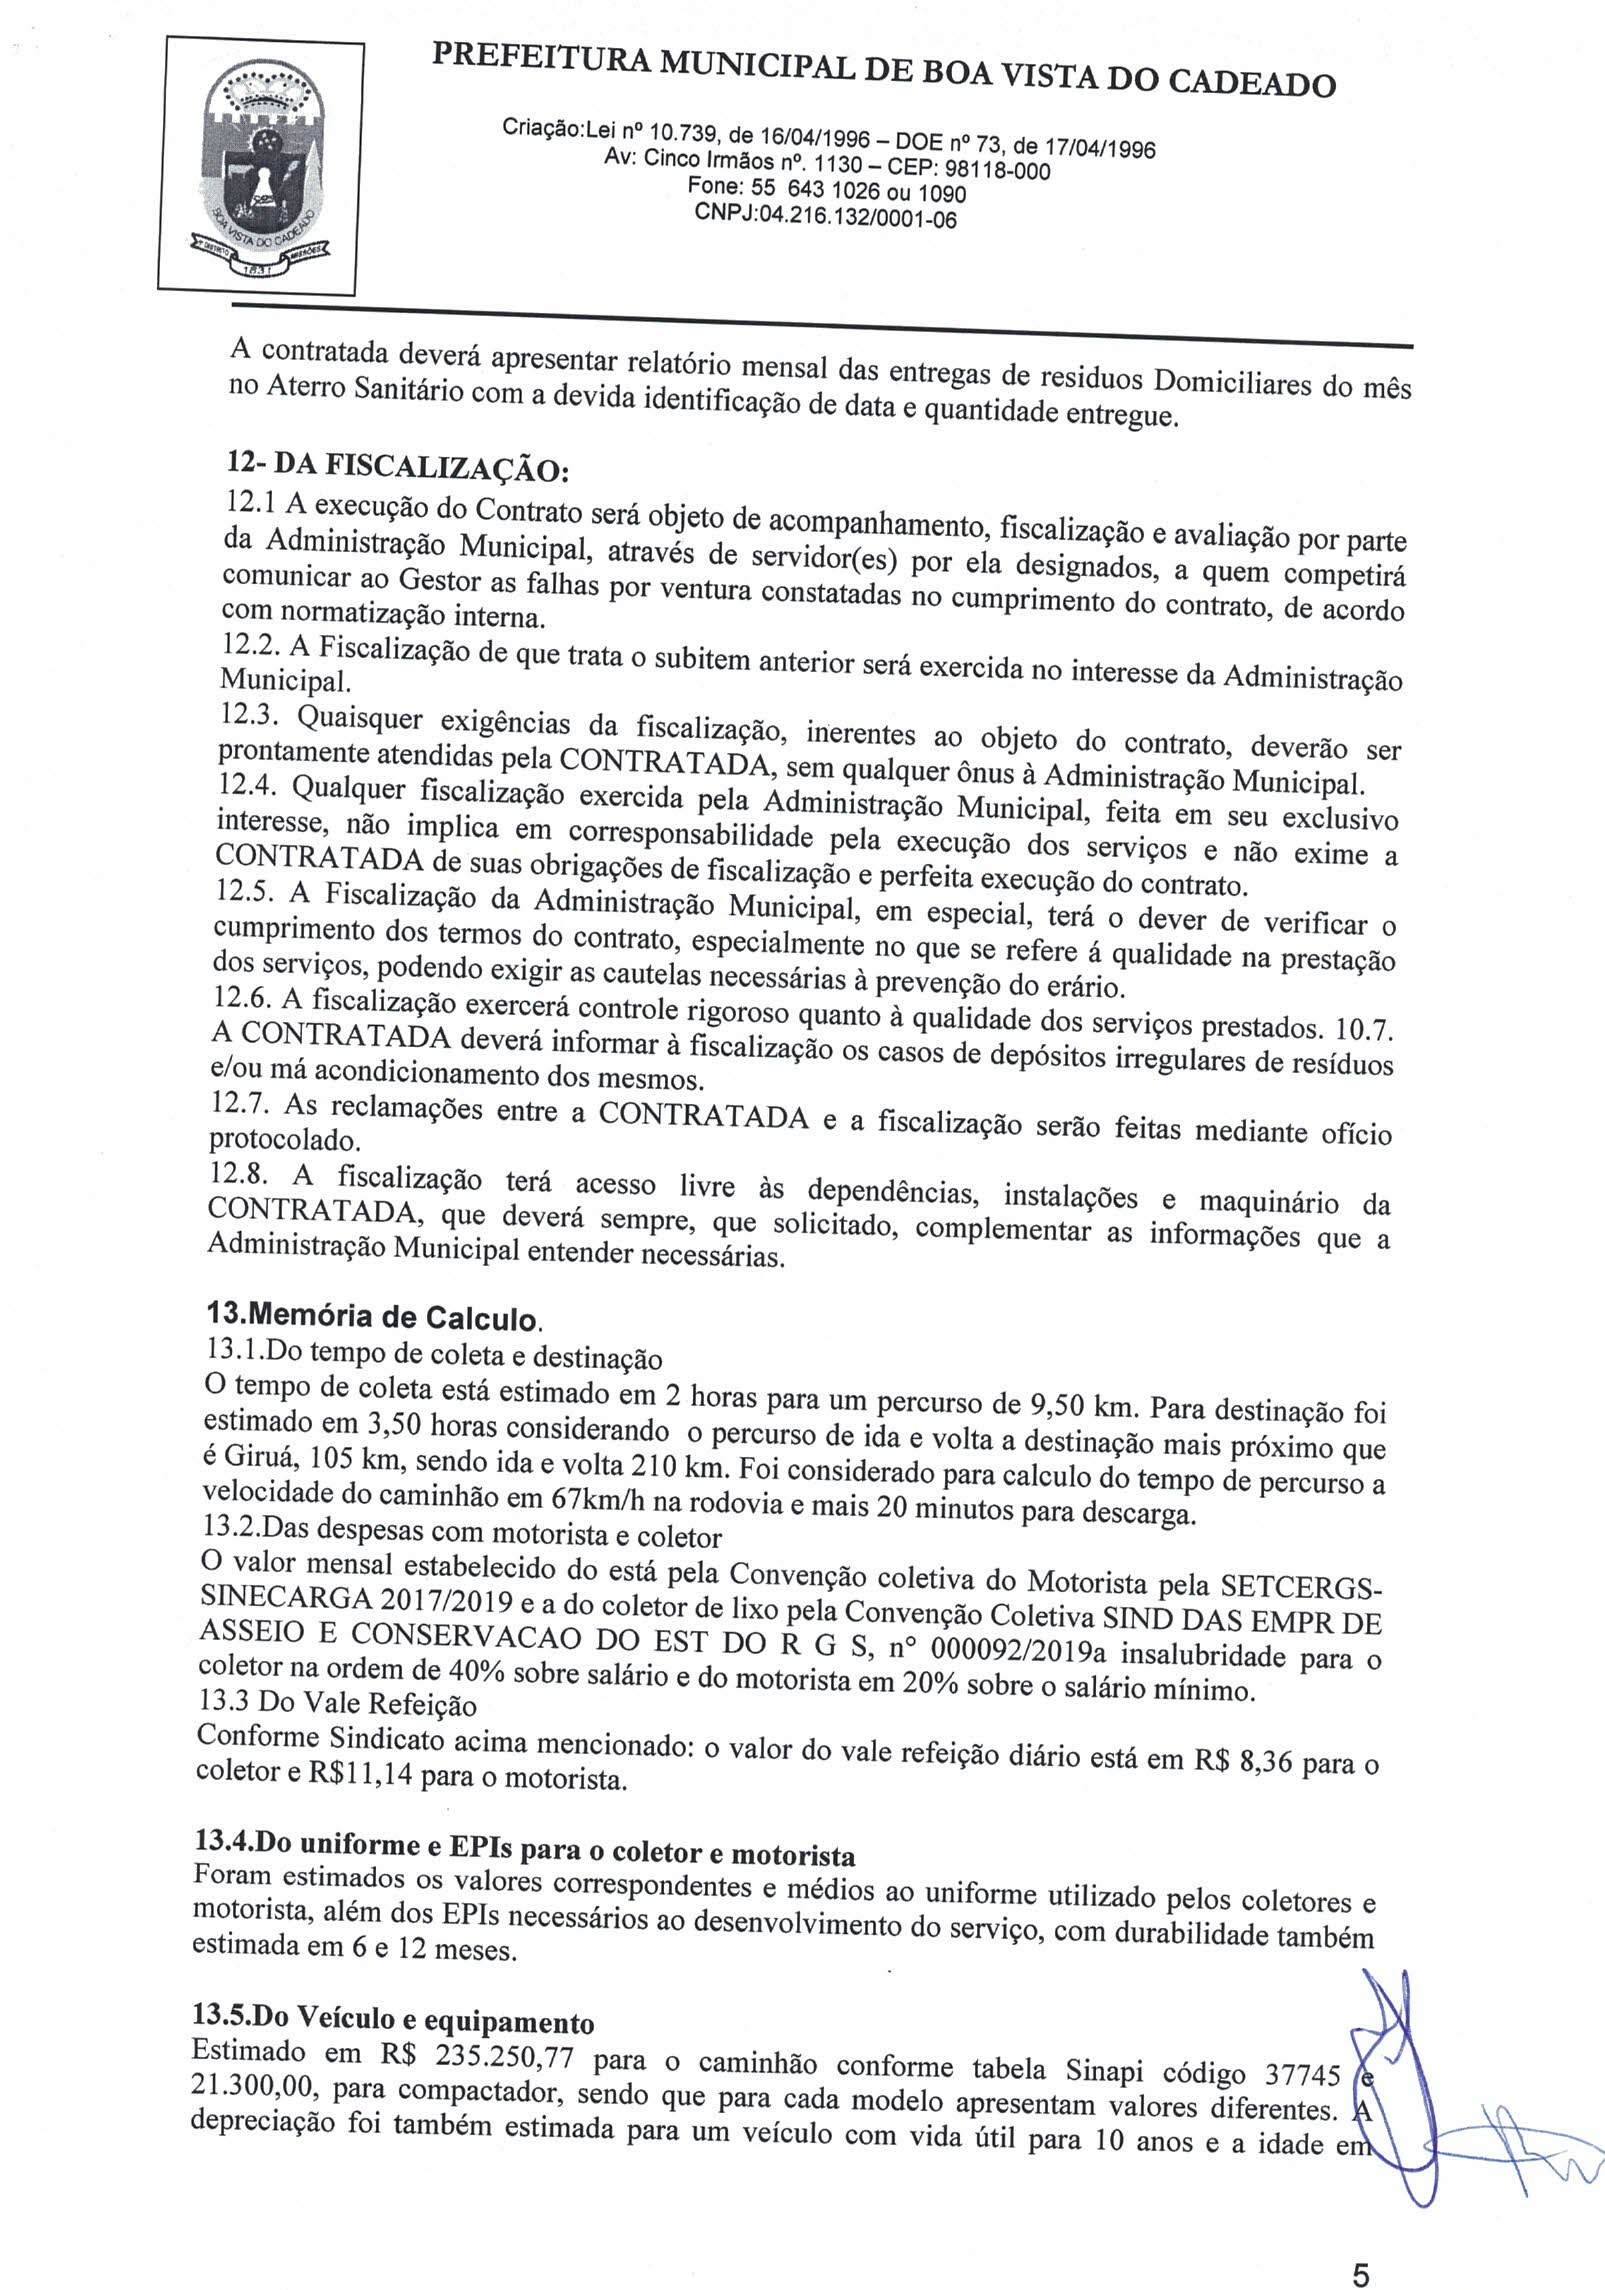 PREFEITURA MUNICIPAL DE BOA VISTA DO CADEADO
Criação:Lei nº 10.739, de 16/04/1996 – DOE nº 73, de 17/04/1996
Av: Cinco Irmãos nº. 1130 – CEP: 98118-000
Fone: 55 643 1026 ou 1090
CNPJ:04.216.132/0001-06
BOA VISTA DO CADEADO
1º DISTRITO MISSÕES
1831
A contratada deverá apresentar relatório mensal das entregas de residuos Domiciliares do mês
no Aterro Sanitário com a devida identificação de data e quantidade entregue.
12- DA FISCALIZAÇÃO:
12.1 A execução do Contrato será objeto de acompanhamento, fiscalização e avaliação por parte
da Administração Municipal, através de servidor(es) por ela designados, a quem competirá
comunicar ao Gestor as falhas por ventura constatadas no cumprimento do contrato, de acordo
com normatização interna.
12.2. A Fiscalização de que trata o subitem anterior será exercida no interesse da Administração
Municipal.
12.3. Quaisquer exigências da fiscalização, inerentes ao objeto do contrato, deverão ser
prontamente atendidas pela CONTRATADA, sem qualquer ônus à Administração Municipal.
12.4. Qualquer fiscalização exercida pela Administração Municipal, feita em seu exclusivo
interesse, não implica em corresponsabilidade pela execução dos serviços e não exime a
CONTRATADA de suas obrigações de fiscalização e perfeita execução do contrato.
12.5. A Fiscalização da Administração Municipal, em especial, terá o dever de verificar o
cumprimento dos termos do contrato, especialmente no que se refere á qualidade na prestação
dos serviços, podendo exigir as cautelas necessárias à prevenção do erário.
12.6. A fiscalização exercerá controle rigoroso quanto à qualidade dos serviços prestados. 10.7.
A CONTRATADA deverá informar à fiscalização os casos de depósitos irregulares de resíduos
e/ou má acondicionamento dos mesmos.
12.7. As reclamações entre a CONTRATADA e a fiscalização serão feitas mediante ofício
protocolado.
12.8. A fiscalização terá acesso livre às dependências, instalações e maquinário da
CONTRATADA, que deverá sempre, que solicitado, complementar as informações que a
Administração Municipal entender necessárias.
13.Memória de Calculo.
13.1.Do tempo de coleta e destinação
O tempo de coleta está estimado em 2 horas para um percurso de 9,50 km. Para destinação foi
estimado em 3,50 horas considerando o percurso de ida e volta a destinação mais próximo que
é Giruá, 105 km, sendo ida e volta 210 km. Foi considerado para calculo do tempo de percurso a
velocidade do caminhão em 67km/h na rodovia e mais 20 minutos para descarga.
13.2.Das despesas com motorista e coletor
O valor mensal estabelecido do está pela Convenção coletiva do Motorista pela SETCERGS-
SINECARGA 2017/2019 e a do coletor de lixo pela Convenção Coletiva SIND DAS EMPR DE
ASSEIO E CONSERVACAO DO EST DO R G S, n° 000092/2019a insalubridade para o
coletor na ordem de 40% sobre salário e do motorista em 20% sobre o salário mínimo.
13.3 Do Vale Refeição
Conforme Sindicato acima mencionado: o valor do vale refeição diário está em R$ 8,36 para o
coletor e R$11,14 para o motorista.
13.4.Do uniforme e EPIs para o coletor e motorista
Foram estimados os valores correspondentes e médios ao uniforme utilizado pelos coletores e
motorista, além dos EPIs necessários ao desenvolvimento do serviço, com durabilidade também
estimada em 6 e 12 meses.
13.5.Do Veículo e equipamento
Estimado em R$ 235.250,77 para o caminhão conforme tabela Sinapi código 37745 e
21.300,00, para compactador, sendo que para cada modelo apresentam valores diferentes. A
depreciação foi também estimada para um veículo com vida útil para 10 anos e a idade em
5